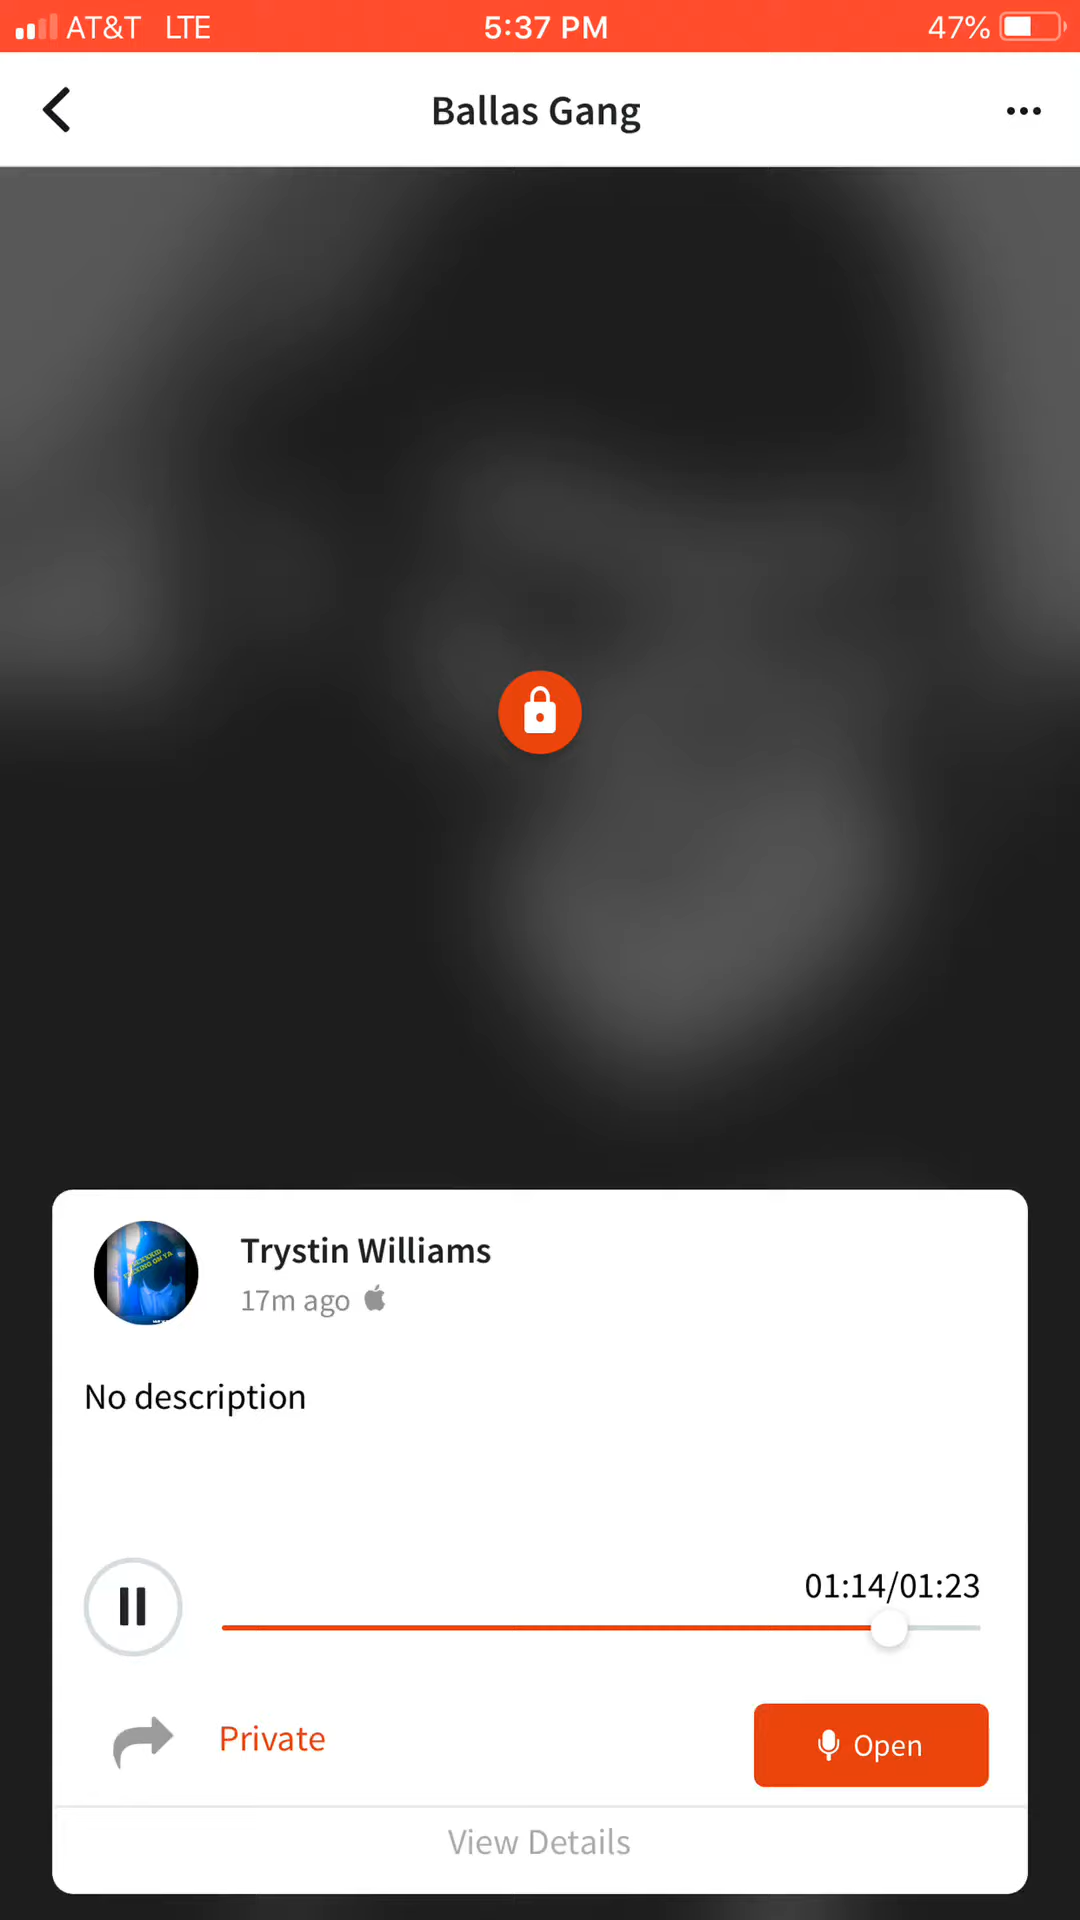 AT&T LTE 5:37 PM 47%
Ballas Gang
Trystin Williams
17m ago
No description
01:14/01:23
Private
Open
View Details